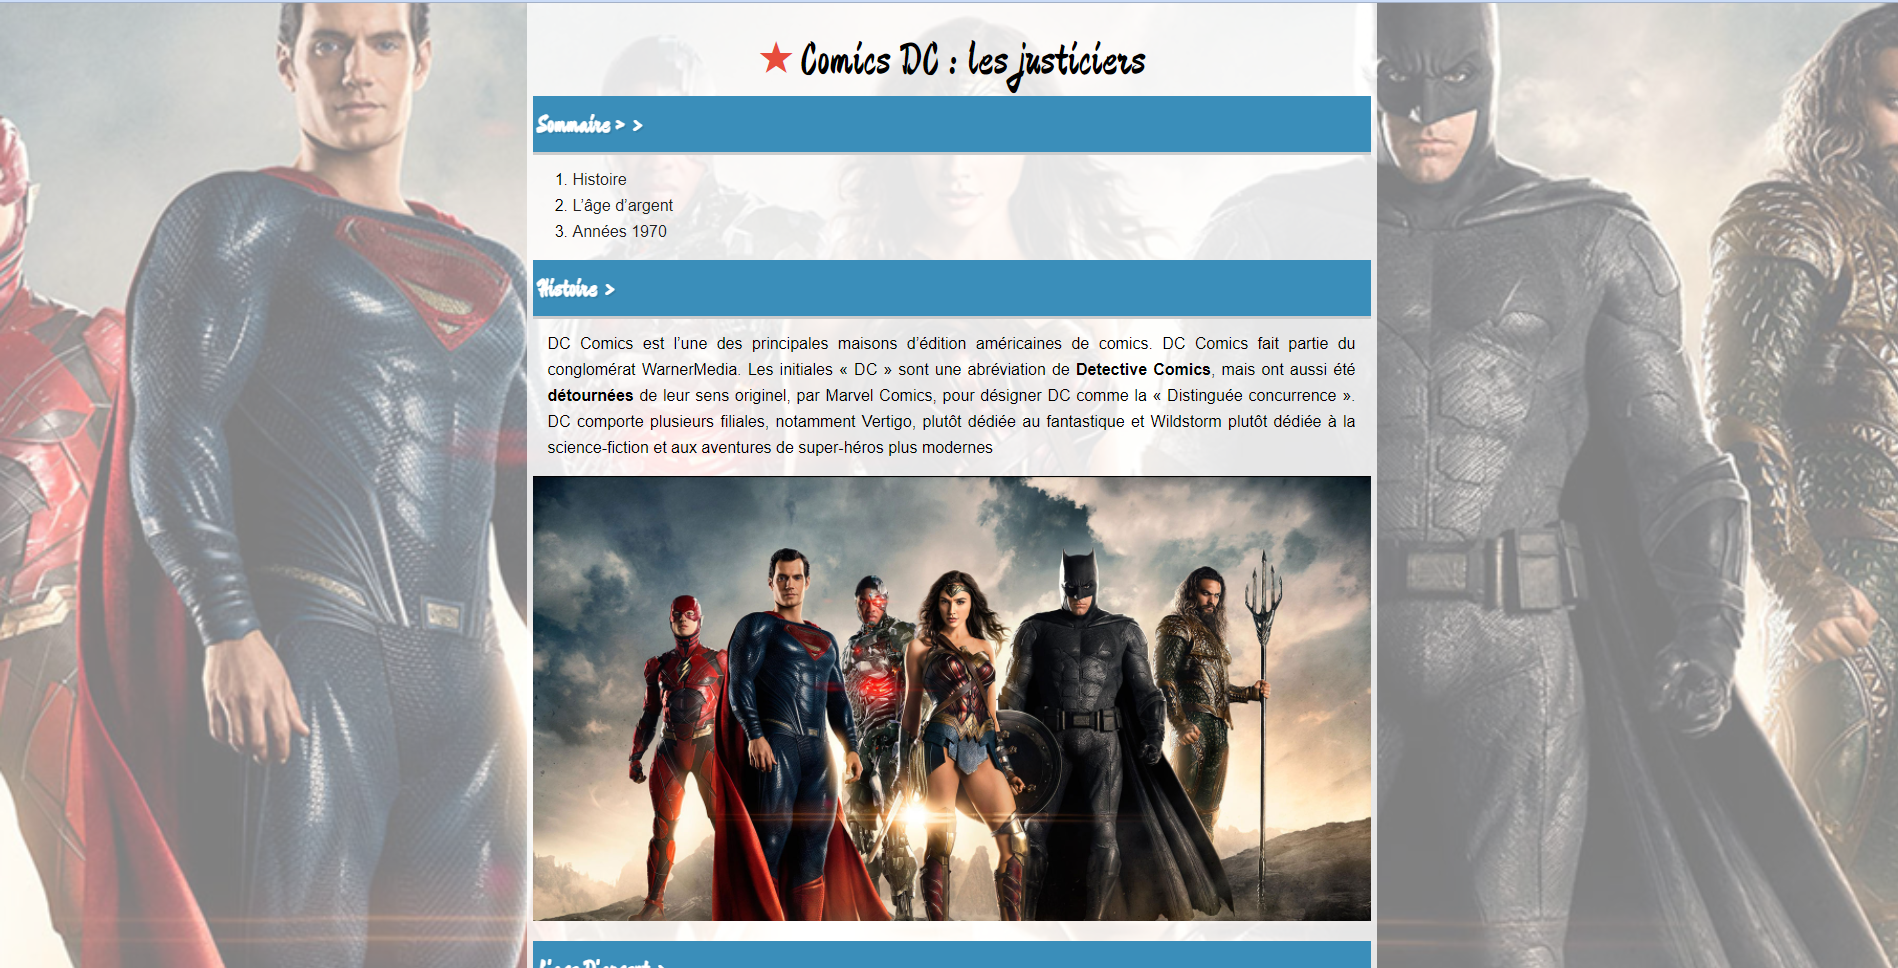 ★ Comics DC : les justiciers
Sommaire > >
1. Histoire
2. L’âge d’argent
3. Années 1970
Histoire >
DC Comics est l’une des principales maisons d’édition américaines de comics. DC Comics fait partie du
conglomérat WarnerMedia. Les initiales « DC » sont une abréviation de Detective Comics, mais ont aussi été
détournées de leur sens originel, par Marvel Comics, pour désigner DC comme la « Distinguée concurrence ».
DC comporte plusieurs filiales, notamment Vertigo, plutôt dédiée au fantastique et Wildstorm plutôt dédiée à la
science-fiction et aux aventures de super-héros plus modernes